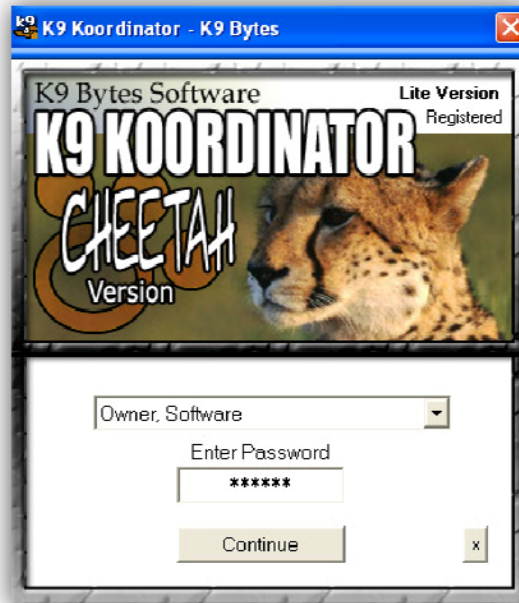 K9 Koordinator - K9 Bytes
K9 Bytes Software
Lite Version
Registered
K9 KOORDINATOR
CHEETAH
Version
Owner, Software
Enter Password
******
Continue
x